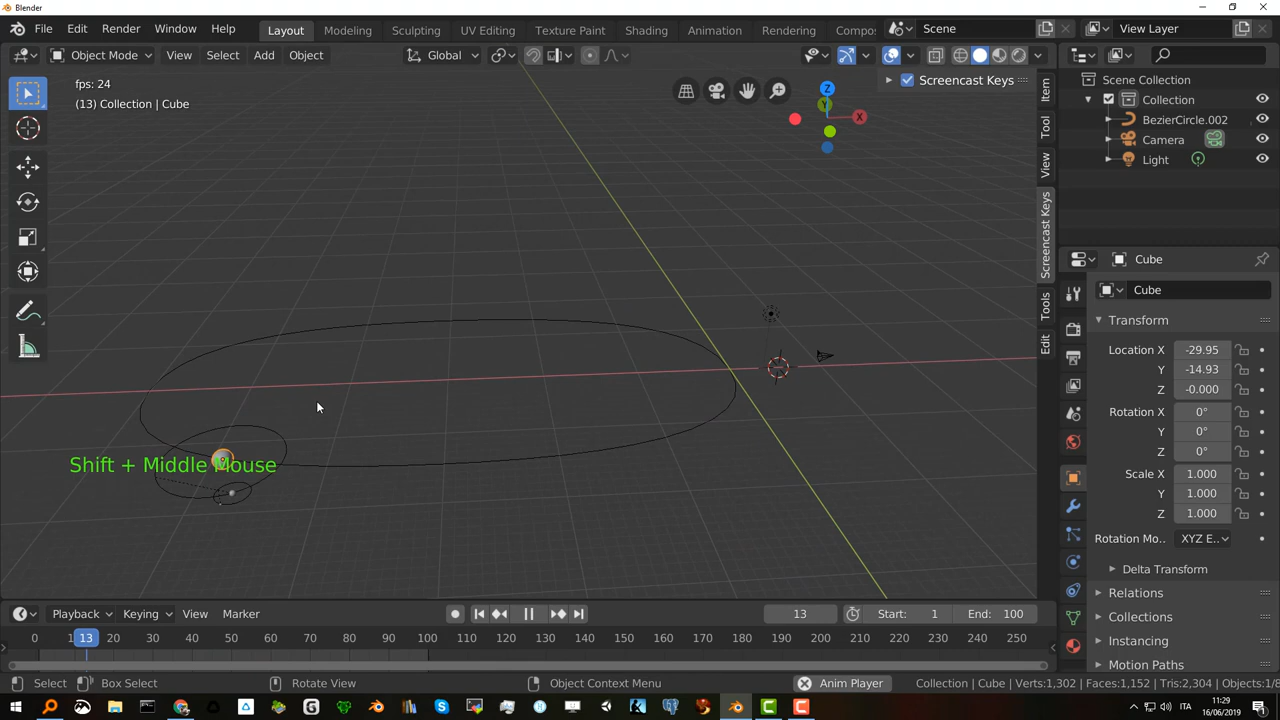 Blender
File Edit Render Window Help Layout Modeling Sculpting UV Editing Texture Paint Shading Animation Rendering Compos Scene View Layer
Object Mode View Select Add Object Global
fps: 24
(13) Collection | Cube
Screencast Keys
Z
Y
X
Item
Tool
View
Screencast Keys
Tools
Edit
Shift + Middle Mouse
Scene Collection
Collection
BezierCircle.002
Camera
Light
Cube
Cube
Transform
Location X -29.95
Y -14.93
Z -0.000
Rotation X 0°
Y 0°
Z 0°
Scale X 1.000
Y 1.000
Z 1.000
Rotation Mo.. XYZ E..
Delta Transform
Relations
Collections
Instancing
Motion Paths
Playback Keying View Marker 13 Start: 1 End: 100
0 13 20 30 40 50 60 70 80 90 100 110 120 130 140 150 160 170 180 190 200 210 220 230 240 250
Select Box Select Rotate View Object Context Menu Anim Player Collection | Cube | Verts:1,302 | Faces:1,152 | Tris:2,304 | Objects:1/8
ITA
11:29
16/06/2019